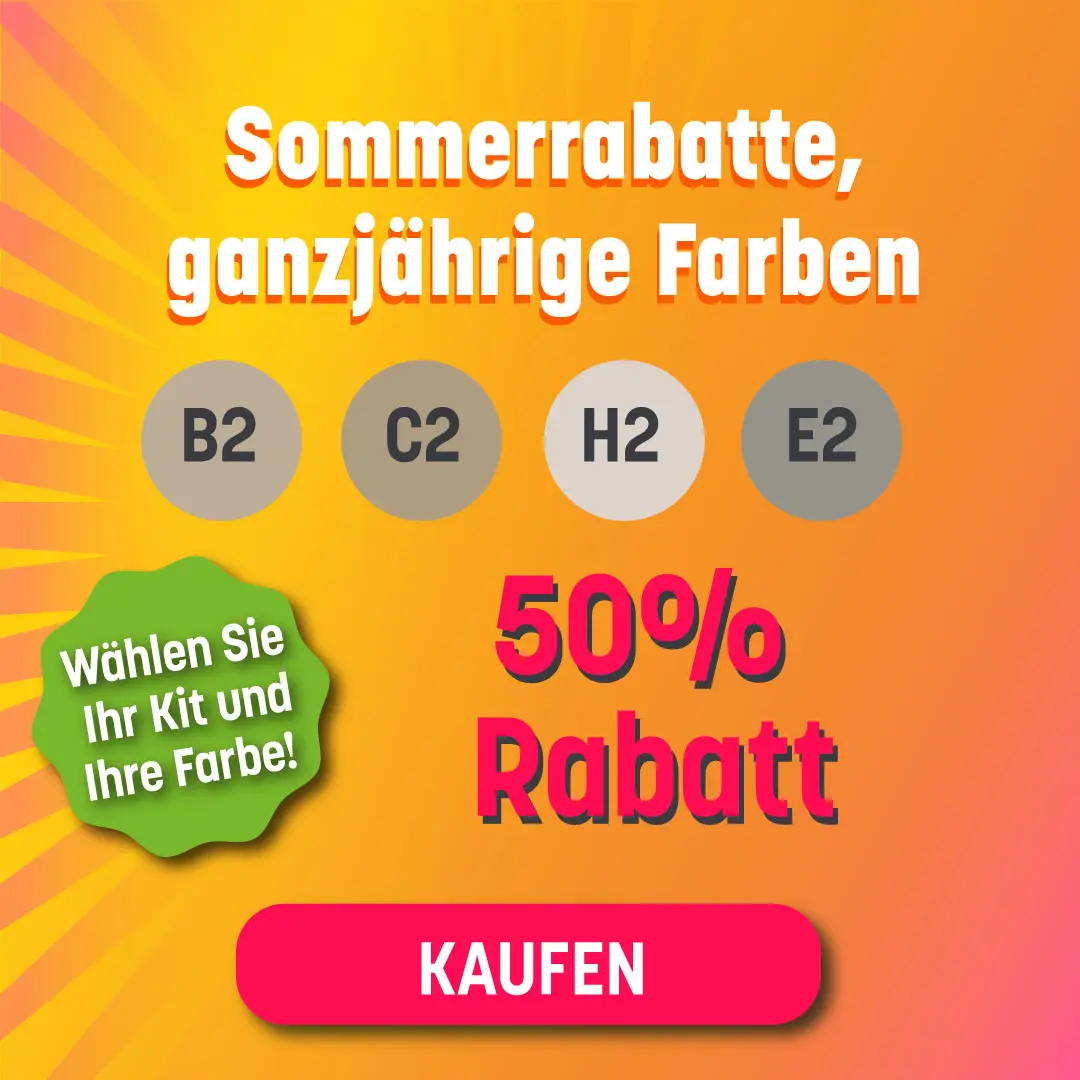 Sommerrabatte,
ganzjährige Farben
B2
C2
H2
E2
Wählen Sie
Ihr Kit und
Ihre Farbe!
50%
Rabatt
KAUFEN